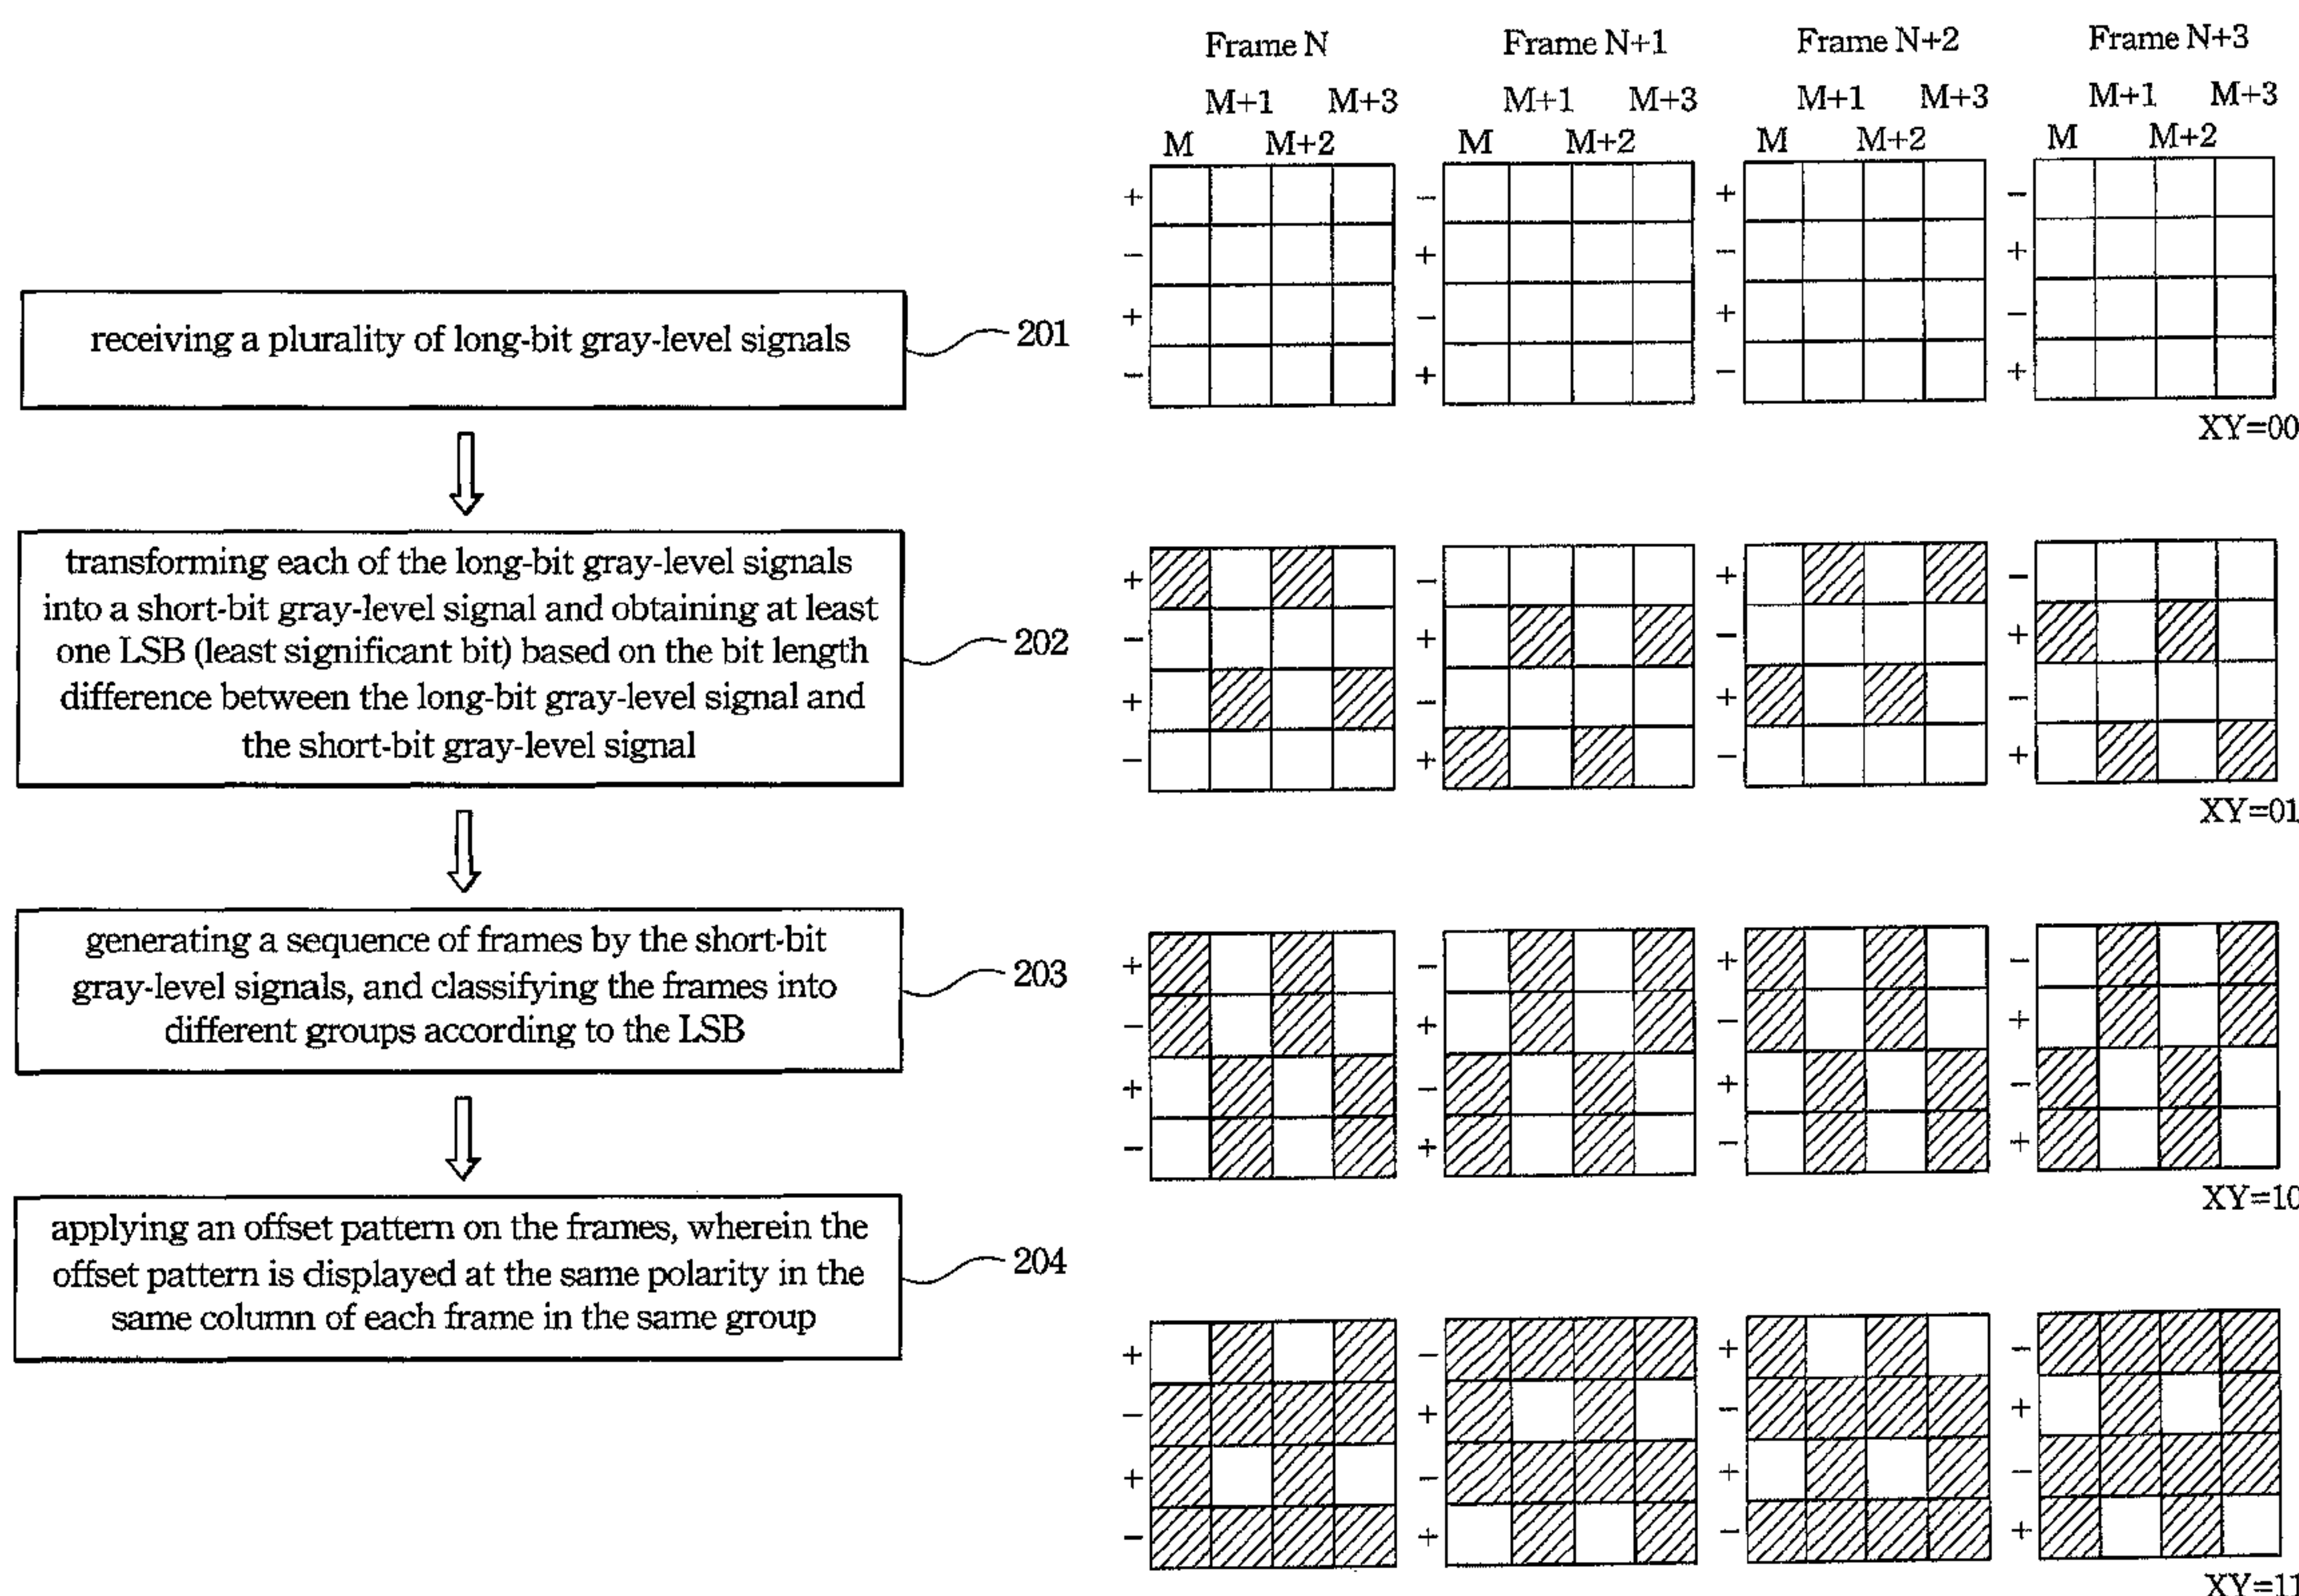 receiving a plurality of long-bit gray-level signals
201
transforming each of the long-bit gray-level signals
into a short-bit gray-level signal and obtaining at least
one LSB (least significant bit) based on the bit length
difference between the long-bit gray-level signal and
the short-bit gray-level signal
202
generating a sequence of frames by the short-bit
gray-level signals, and classifying the frames into
different groups according to the LSB
203
applying an offset pattern on the frames, wherein the
offset pattern is displayed at the same polarity in the
same column of each frame in the same group
204
Frame N Frame N+1 Frame N+2 Frame N+3
M+1 M+3 M+1 M+3 M+1 M+3 M+1 M+3
M M+2 M M+2 M M+2 M M+2
+ − + −
− + − +
+ − + −
− + − +
XY=00
+ − + −
− + − +
+ − + −
− + − +
XY=01
+ − + −
− + − +
+ − + −
− + − +
XY=10
+ − + −
− + − +
+ − + −
− + − +
XY=11